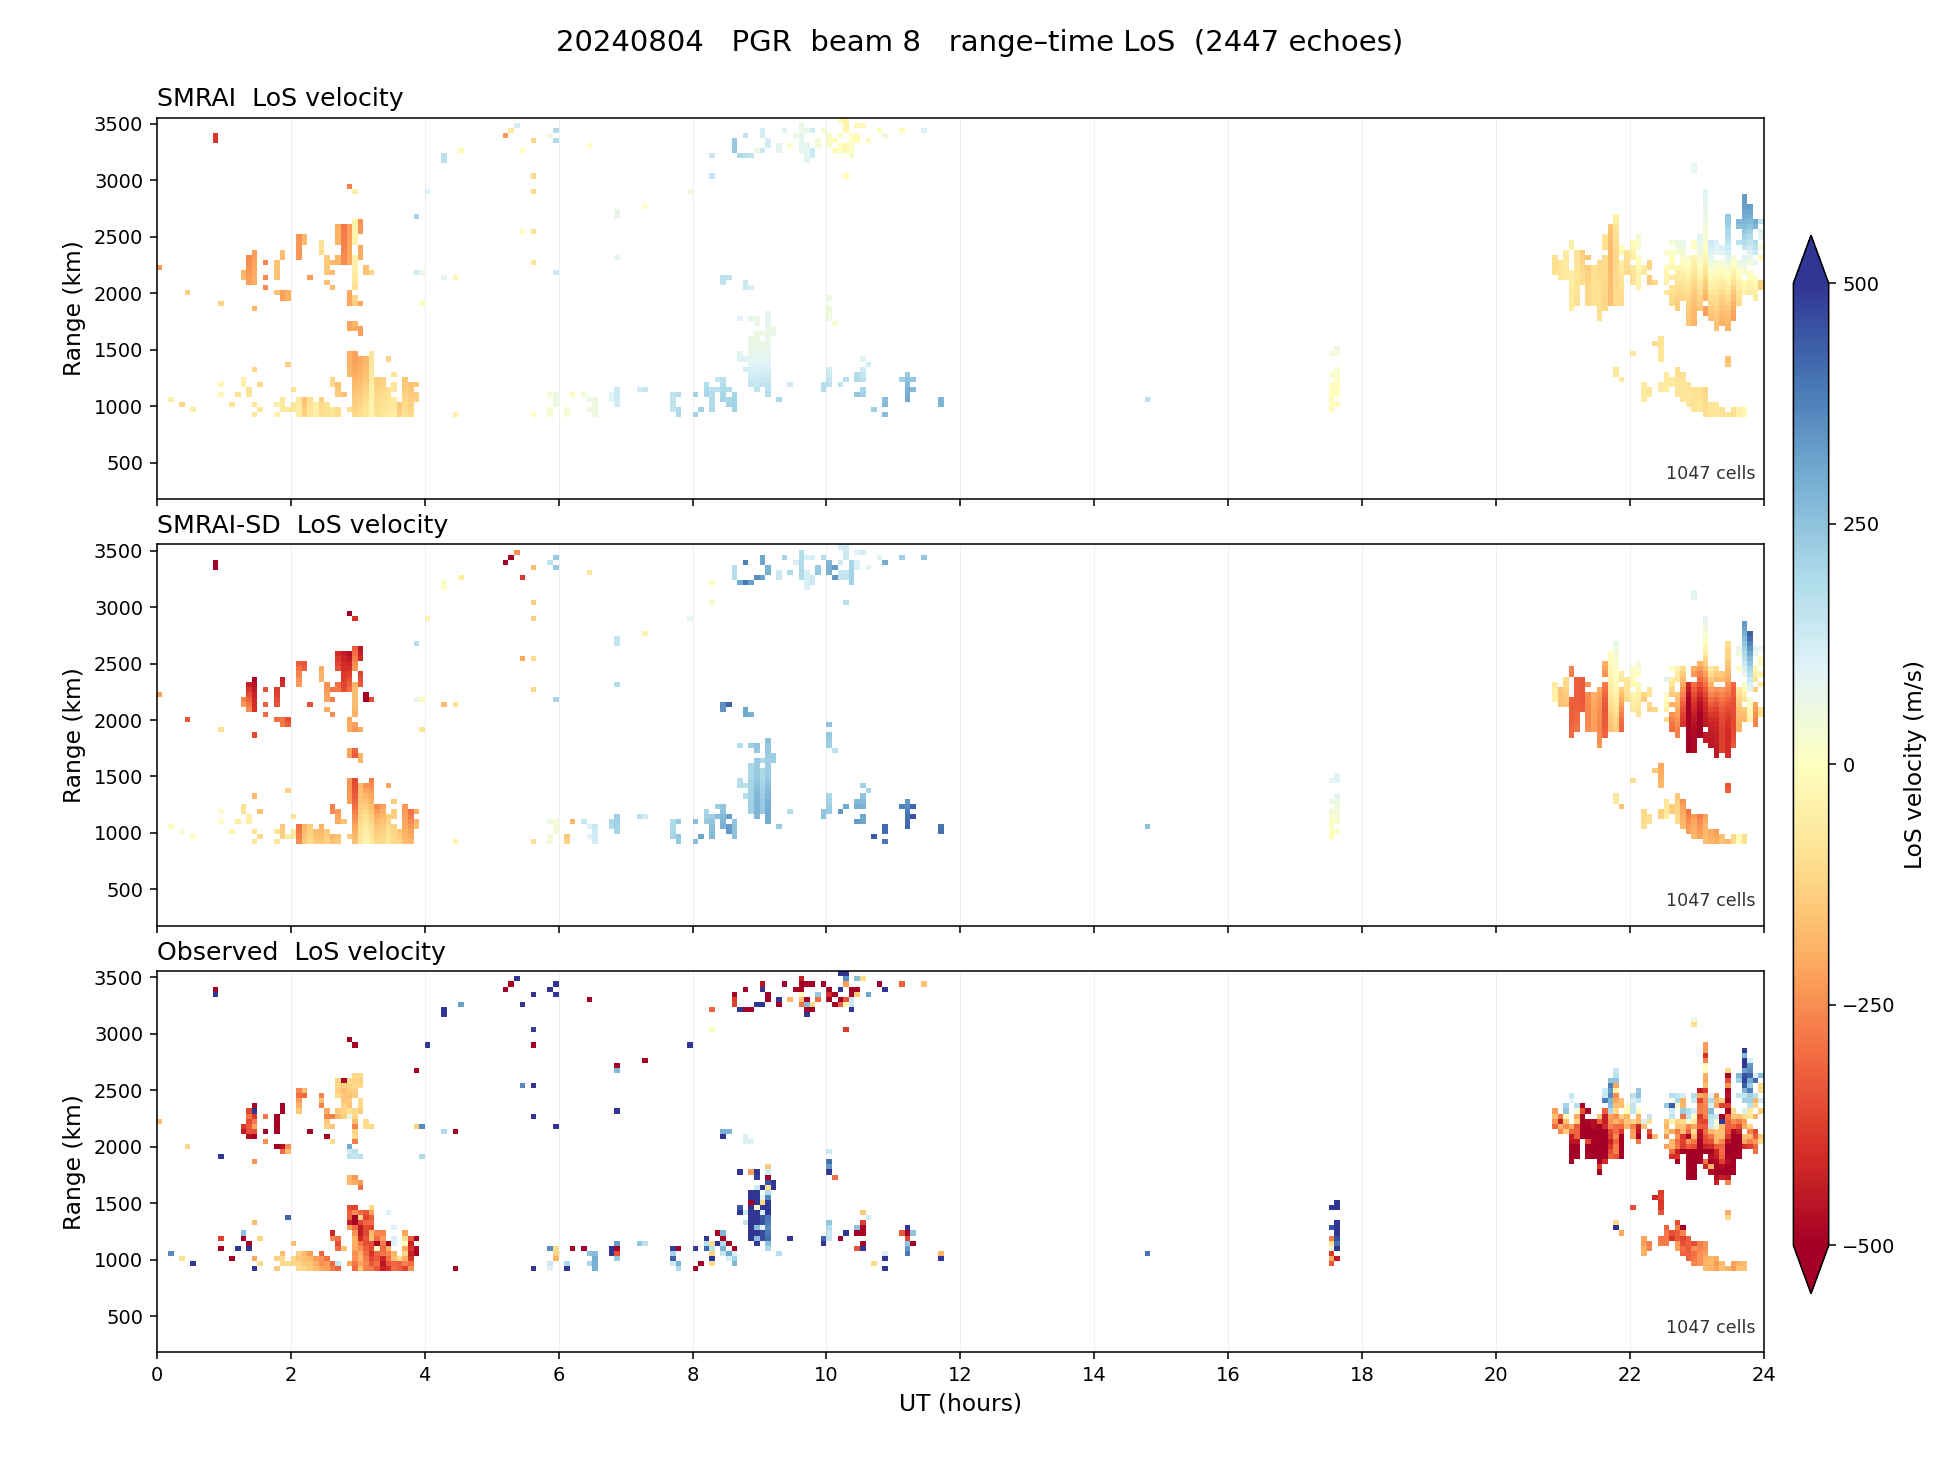 20240804   PGR  beam 8   range–time LoS  (2447 echoes)
SMRAI  LoS velocity
3500
3000
2500
2000
1500
1000
500
Range (km)
1047 cells
SMRAI-SD  LoS velocity
3500
3000
2500
2000
1500
1000
500
Range (km)
1047 cells
Observed  LoS velocity
3500
3000
2500
2000
1500
1000
500
Range (km)
1047 cells
0 2 4 6 8 10 12 14 16 18 20 22 24
UT (hours)
500
250
0
−250
−500
LoS velocity (m/s)